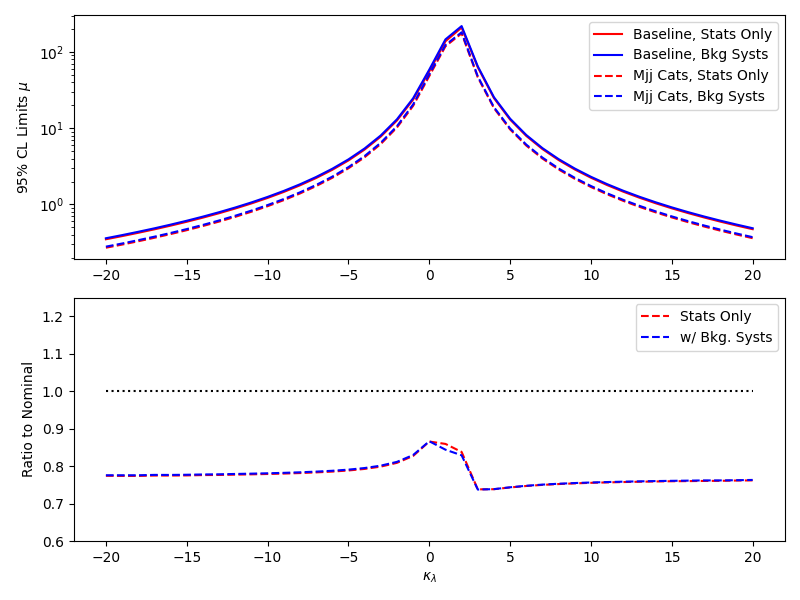 95% CL Limits μ
10²
10¹
10⁰
Baseline, Stats Only
Baseline, Bkg Systs
Mjj Cats, Stats Only
Mjj Cats, Bkg Systs
−20 −15 −10 −5 0 5 10 15 20
Ratio to Nominal
1.2
1.1
1.0
0.9
0.8
0.7
0.6
Stats Only
w/ Bkg. Systs
−20 −15 −10 −5 0 5 10 15 20
κλ